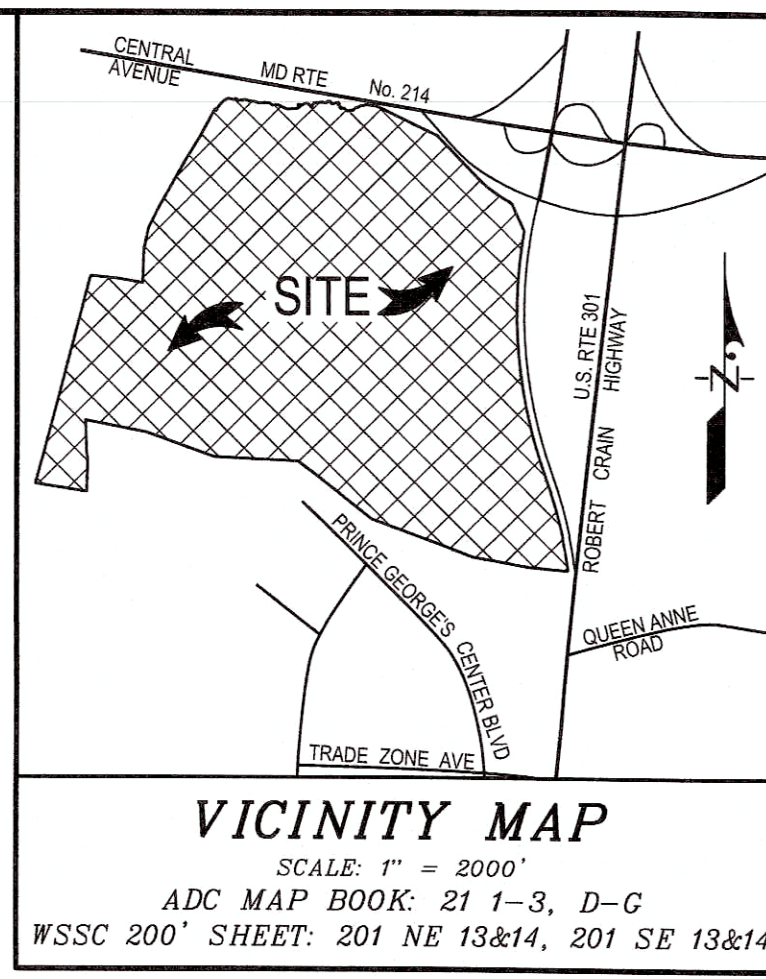 CENTRAL
AVENUE
MD RTE
No. 214
SITE
U.S. RTE 301
HIGHWAY
ROBERT CRAIN
N
PRINCE GEORGE'S CENTER BLVD
QUEEN ANNE
ROAD
TRADE ZONE AVE
VICINITY MAP
SCALE: 1" = 2000'
ADC MAP BOOK: 21 1-3, D-G
WSSC 200' SHEET: 201 NE 13&14, 201 SE 13&14